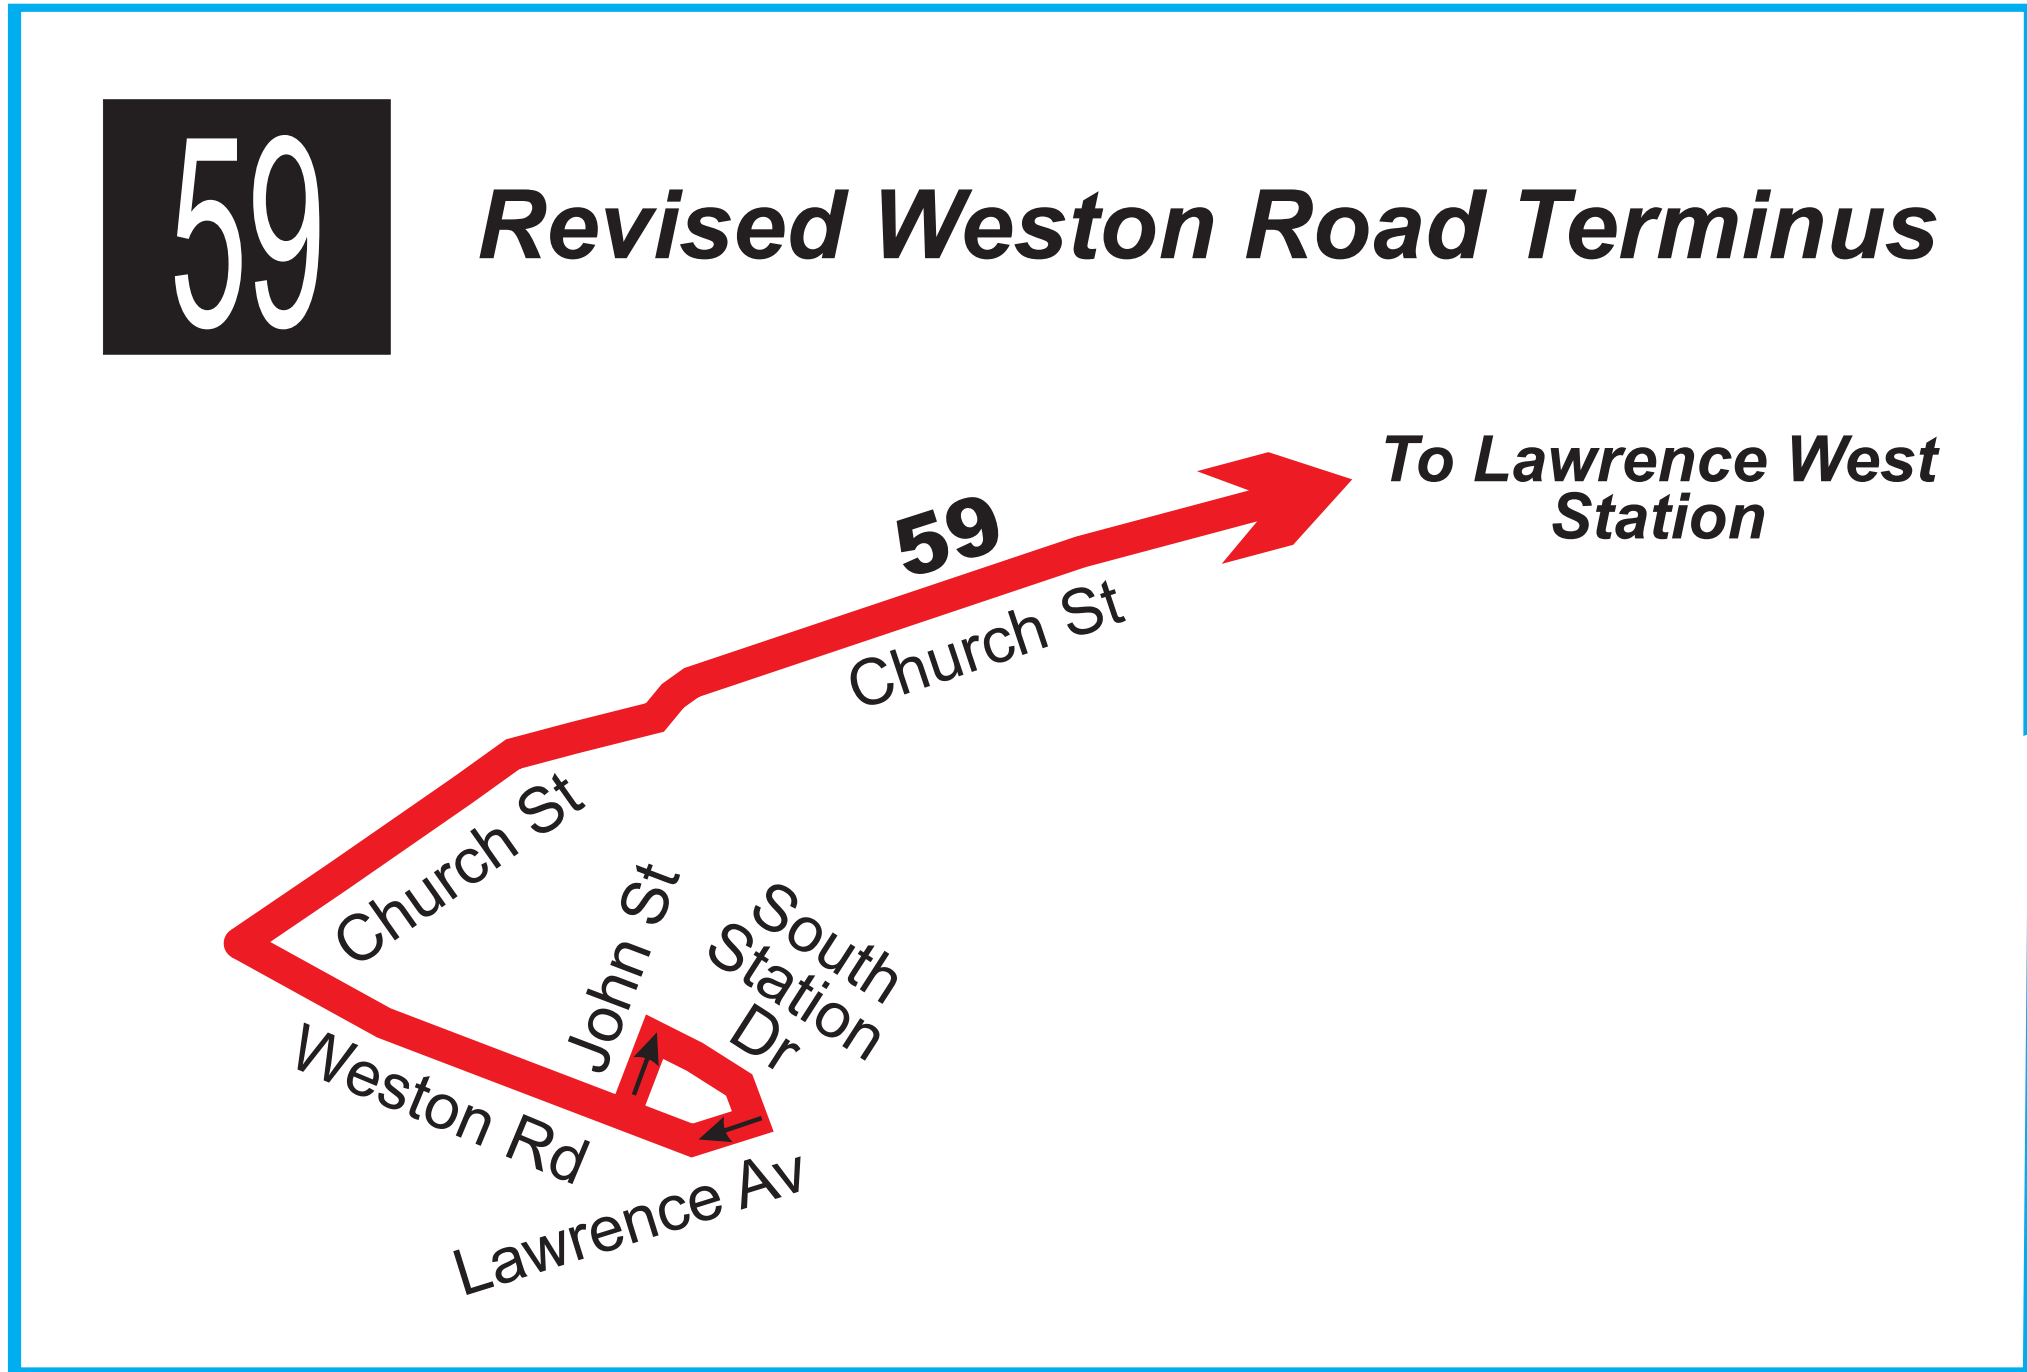 59
Revised Weston Road Terminus
To Lawrence West
Station
59
Church St
Church St
John St
South
Station
Dr
Weston Rd
Lawrence Av